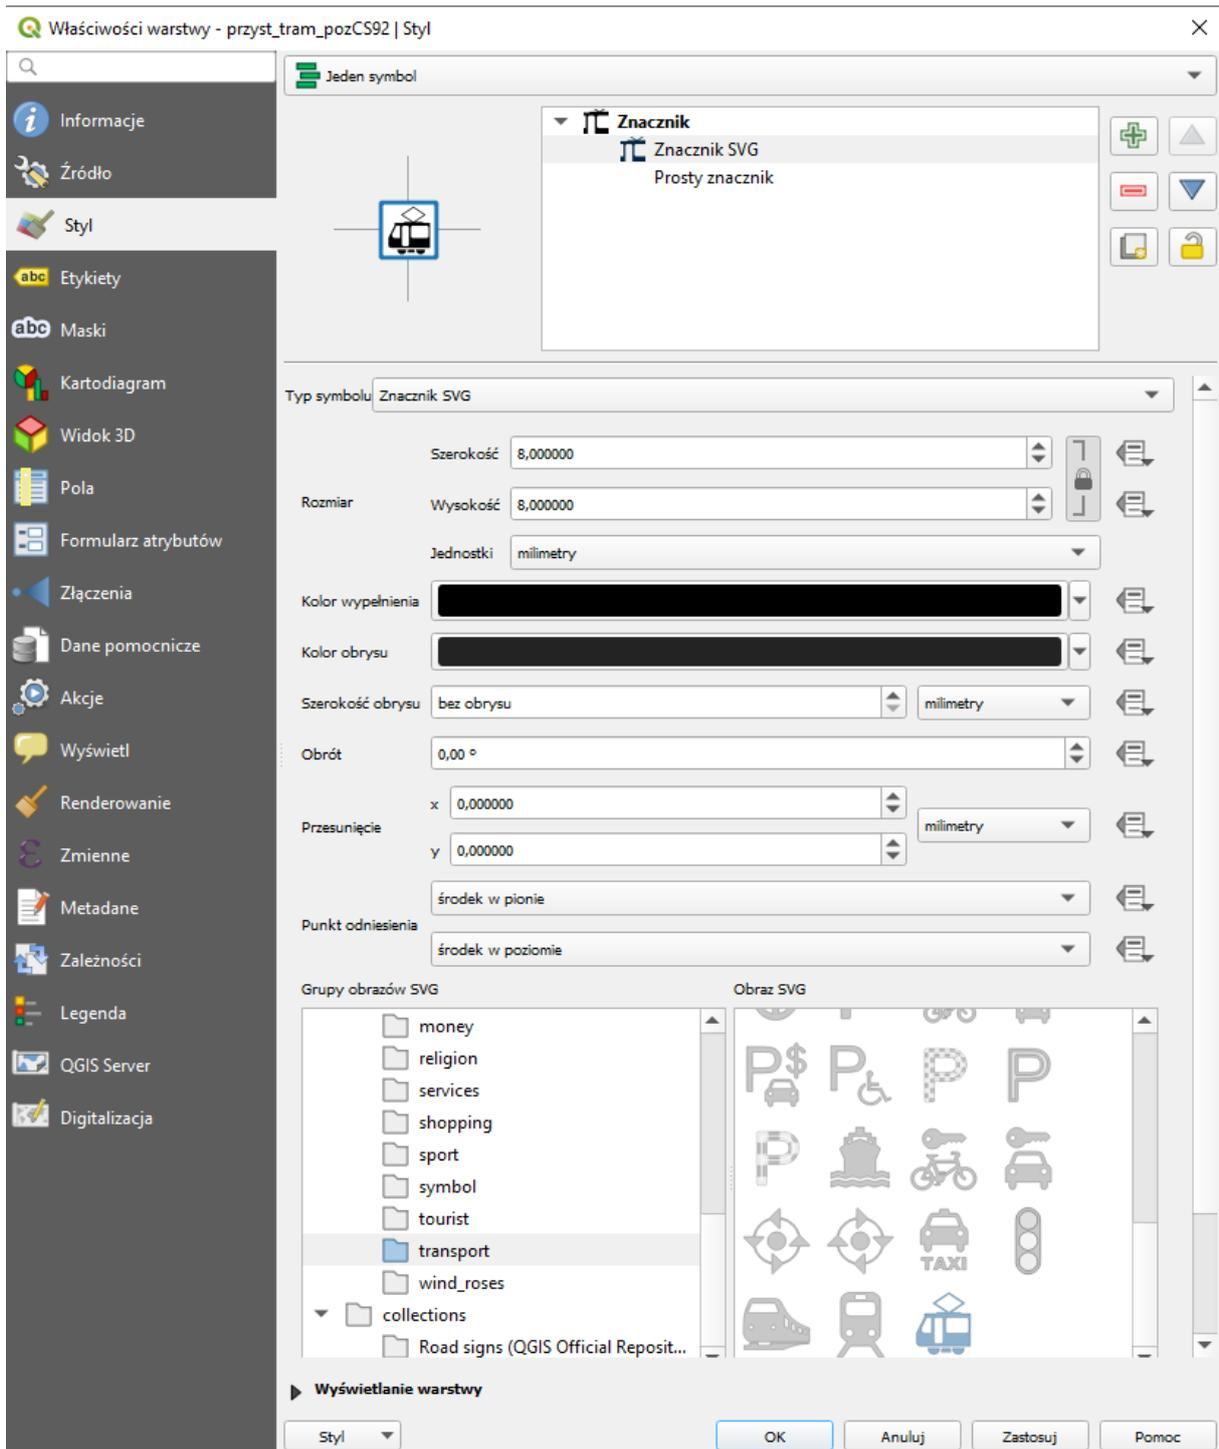 Właściwości warstwy - przyst_tram_pozCS92 | Styl
Jeden symbol
Informacje
Źródło
Styl
Etykiety
Maski
Kartodiagram
Widok 3D
Pola
Formularz atrybutów
Złączenia
Dane pomocnicze
Akcje
Wyświetl
Renderowanie
Zmienne
Metadane
Zależności
Legenda
QGIS Server
Digitalizacja
abc
abc
Znacznik
Znacznik SVG
Prosty znacznik
Typ symbolu Znacznik SVG
Rozmiar
Szerokość 8,000000
Wysokość 8,000000
Jednostki milimetry
Kolor wypełnienia
Kolor obrysu
Szerokość obrysu bez obrysu milimetry
Obrót 0,00 °
Przesunięcie
x 0,000000
milimetry
y 0,000000
Punkt odniesienia
środek w pionie
środek w poziomie
Grupy obrazów SVG
money
religion
services
shopping
sport
symbol
tourist
transport
wind_roses
collections
Road signs (QGIS Official Reposit...
Obraz SVG
P$ P P P
P
TAXI
Wyświetlanie warstwy
Styl OK Anuluj Zastosuj Pomoc